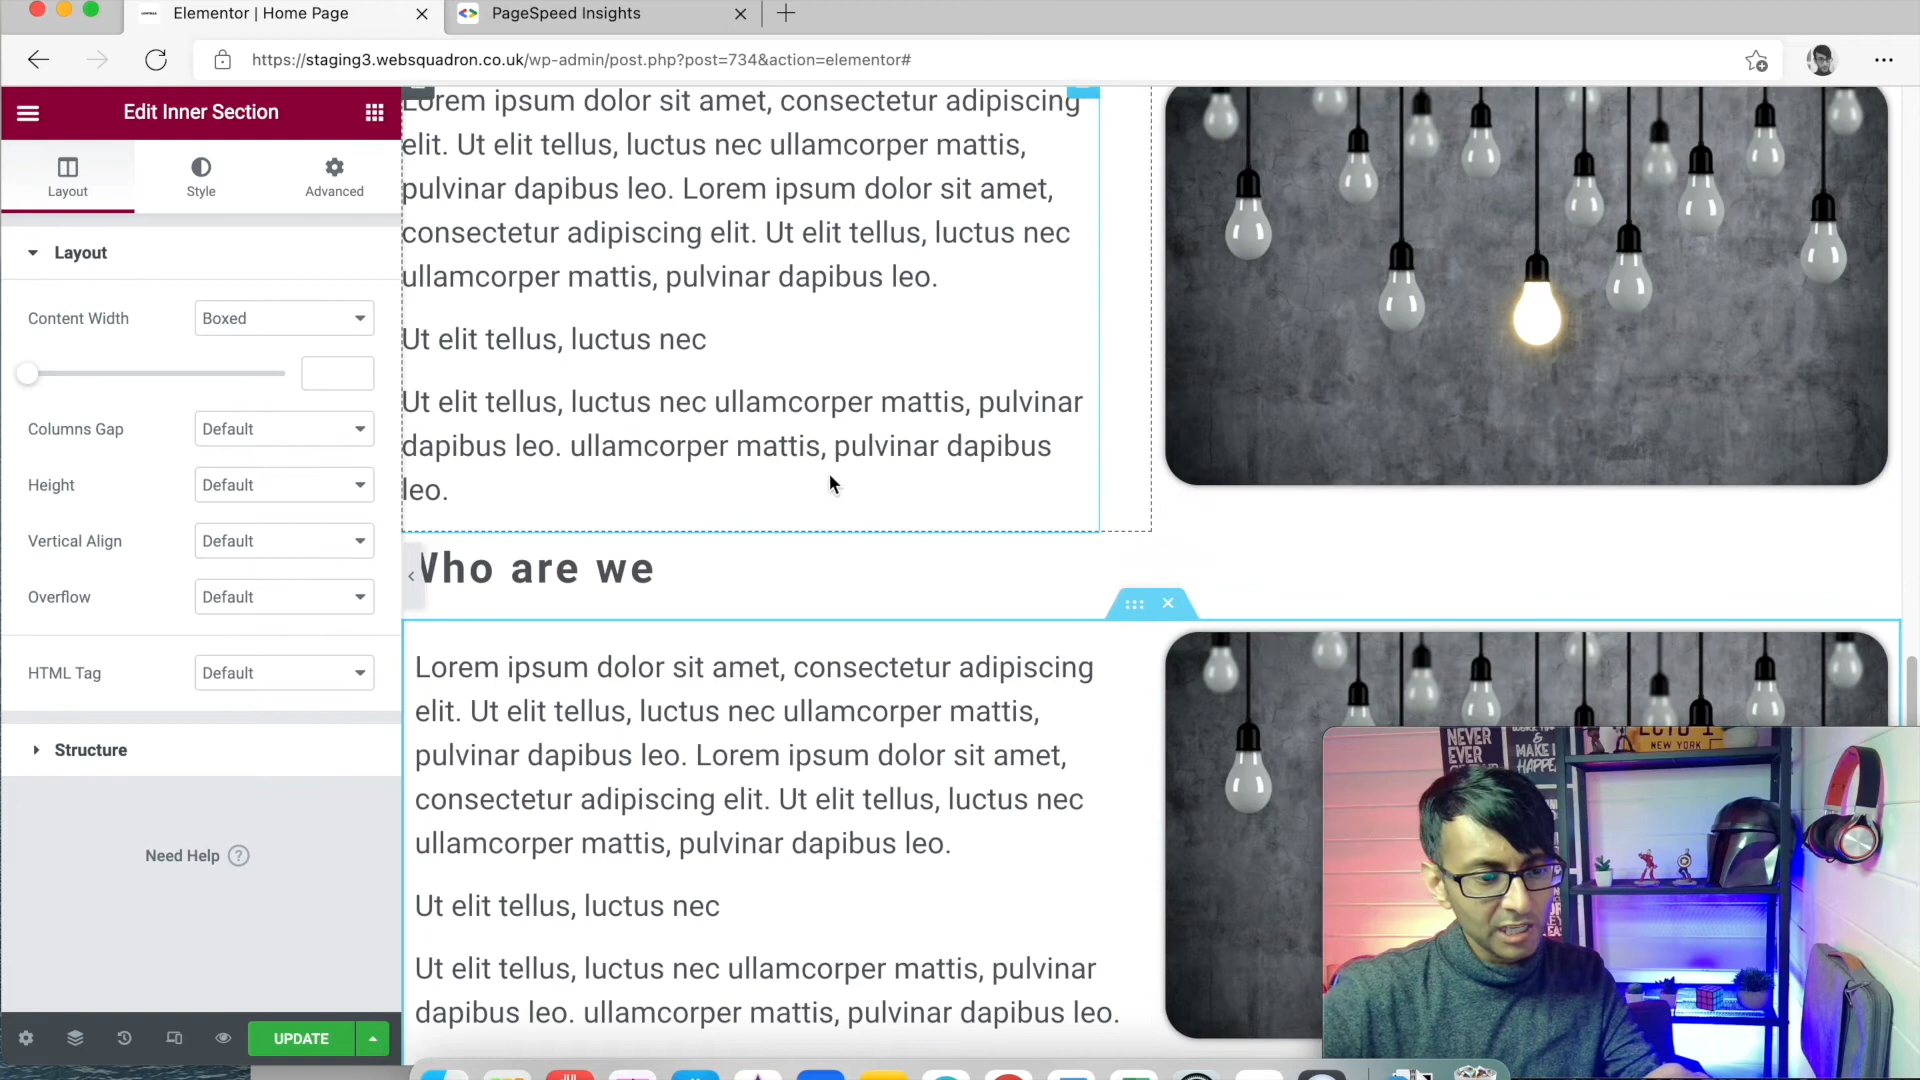 Elementor | Home Page
PageSpeed Insights
https://staging3.websquadron.co.uk/wp-admin/post.php?post=734&action=elementor#
Edit Inner Section
Layout
Style
Advanced
Layout
Content Width
Boxed
Columns Gap
Default
Height
Default
Vertical Align
Default
Overflow
Default
HTML Tag
Default
Structure
Need Help ?
UPDATE
Lorem ipsum dolor sit amet, consectetur adipiscing
elit. Ut elit tellus, luctus nec ullamcorper mattis,
pulvinar dapibus leo. Lorem ipsum dolor sit amet,
consectetur adipiscing elit. Ut elit tellus, luctus nec
ullamcorper mattis, pulvinar dapibus leo.
Ut elit tellus, luctus nec
Ut elit tellus, luctus nec ullamcorper mattis, pulvinar
dapibus leo. ullamcorper mattis, pulvinar dapibus
leo.
Who are we
Lorem ipsum dolor sit amet, consectetur adipiscing
elit. Ut elit tellus, luctus nec ullamcorper mattis,
pulvinar dapibus leo. Lorem ipsum dolor sit amet,
consectetur adipiscing elit. Ut elit tellus, luctus nec
ullamcorper mattis, pulvinar dapibus leo.
Ut elit tellus, luctus nec
Ut elit tellus, luctus nec ullamcorper mattis, pulvinar
dapibus leo. ullamcorper mattis, pulvinar dapibus leo.
NEVER
EVER
&
MAKE I
HAPPE
NEW YORK